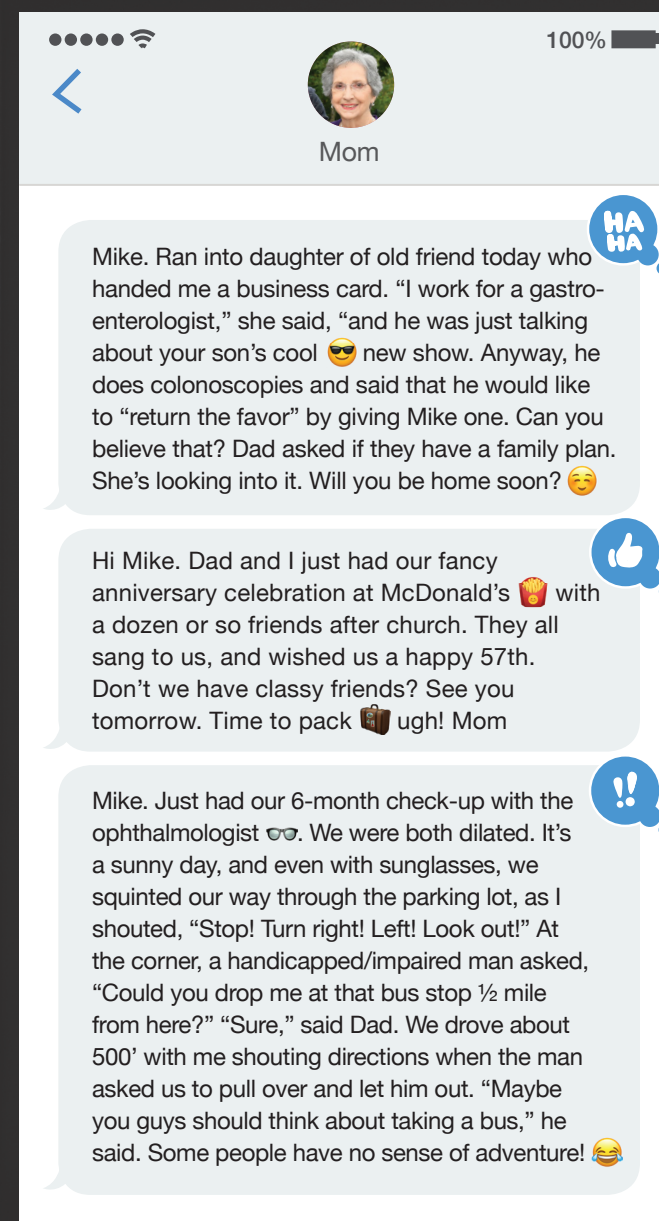 100%
Mom
HA
HA
Mike. Ran into daughter of old friend today who
handed me a business card. “I work for a gastro-
enterologist,” she said, “and he was just talking
about your son’s cool 😎 new show. Anyway, he
does colonoscopies and said that he would like
to “return the favor” by giving Mike one. Can you
believe that? Dad asked if they have a family plan.
She’s looking into it. Will you be home soon? ☺️
Hi Mike. Dad and I just had our fancy
anniversary celebration at McDonald’s 🍟 with
a dozen or so friends after church. They all
sang to us, and wished us a happy 57th.
Don’t we have classy friends? See you
tomorrow. Time to pack 🧳 ugh! Mom
!!
Mike. Just had our 6-month check-up with the
ophthalmologist 👓. We were both dilated. It’s
a sunny day, and even with sunglasses, we
squinted our way through the parking lot, as I
shouted, “Stop! Turn right! Left! Look out!” At
the corner, a handicapped/impaired man asked,
“Could you drop me at that bus stop ½ mile
from here?” “Sure,” said Dad. We drove about
500’ with me shouting directions when the man
asked us to pull over and let him out. “Maybe
you guys should think about taking a bus,” he
said. Some people have no sense of adventure! 😂